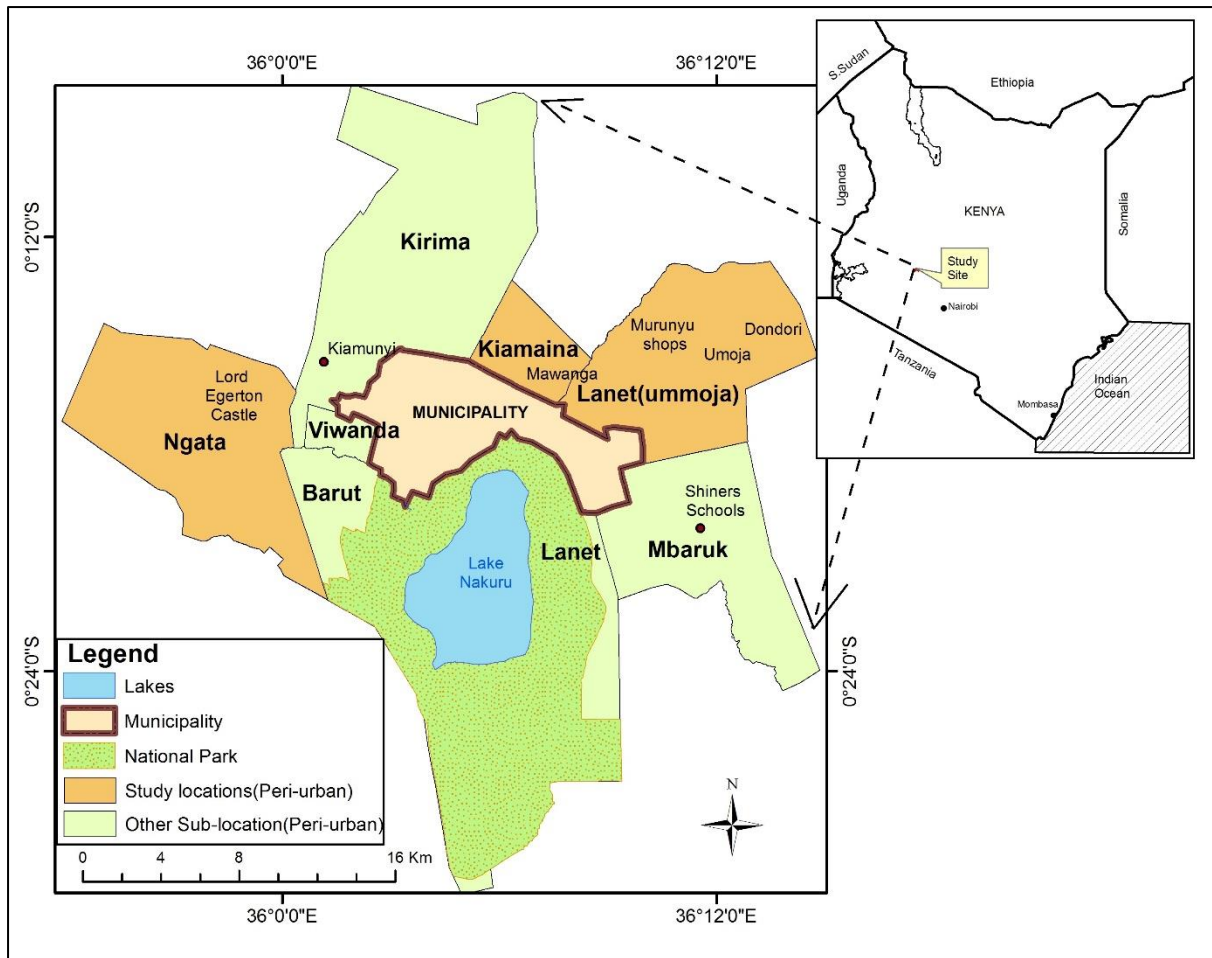 36°0'0"E
36°12'0"E
0°12'0"S
0°24'0"S
Kirima
Kiamunyi
Kiamaina
Mawanga
Murunyu
shops
Umoja
Dondori
Lanet(ummoja)
Lord
Egerton
Castle
Ngata
Viwanda
MUNICIPALITY
Barut
Lake
Nakuru
Lanet
Shiners
Schools
Mbaruk
Legend
Lakes
Municipality
National Park
Study locations(Peri-urban)
Other Sub-location(Peri-urban)
0 4 8 16 Km
N
36°0'0"E
36°12'0"E
0°12'0"S
0°24'0"S
S.Sudan
Ethiopia
Uganda
KENYA
Somalia
Study
Site
Nairobi
Tanzania
Mombasa
Indian
Ocean